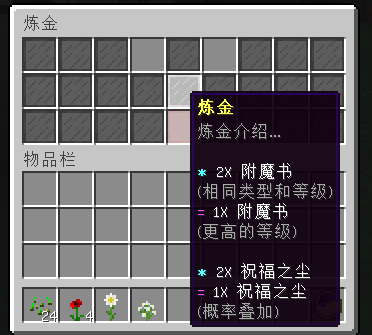 炼金
炼金
炼金介绍...
* 2X 附魔书
(相同类型和等级)
= 1X 附魔书
(更高的等级)
* 2X 祝福之尘
= 1X 祝福之尘
(概率叠加)
物品栏
24
4